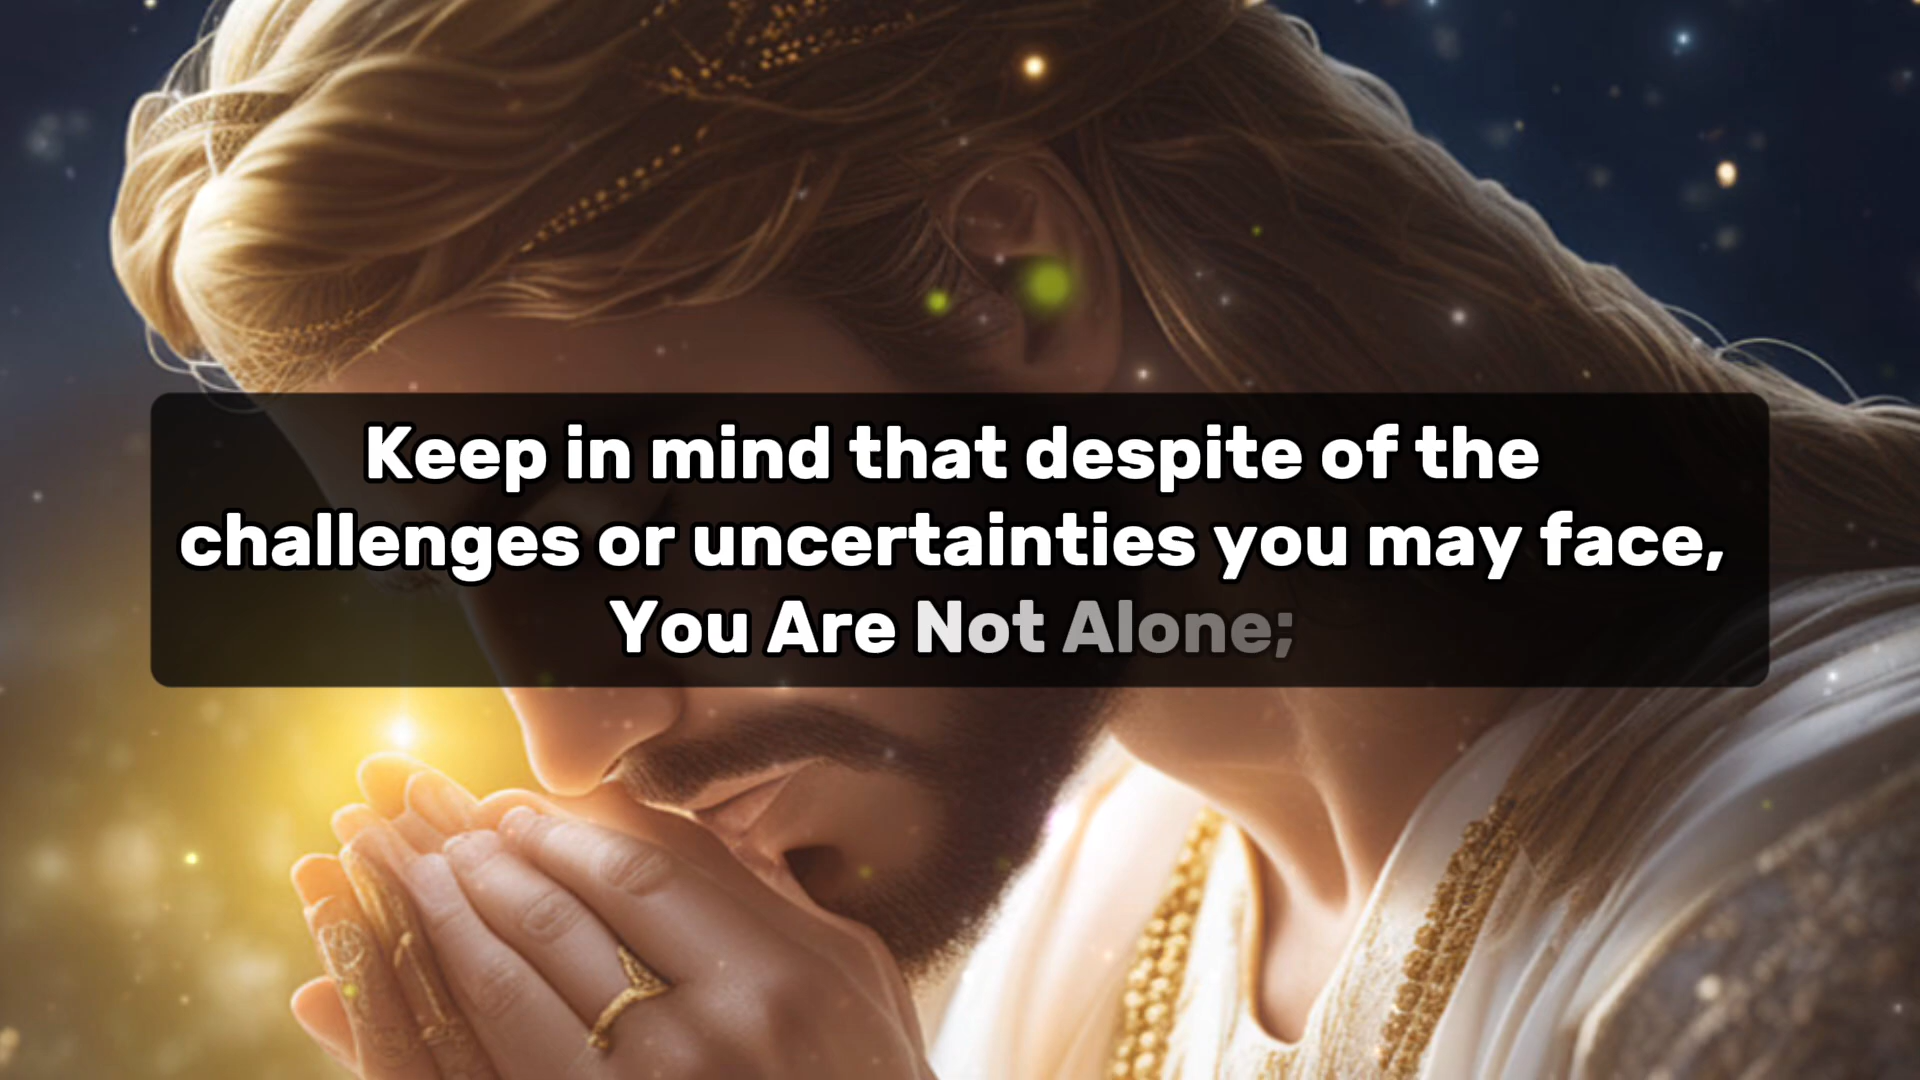 Keep in mind that despite of the
challenges or uncertainties you may face,
You Are Not Alone;